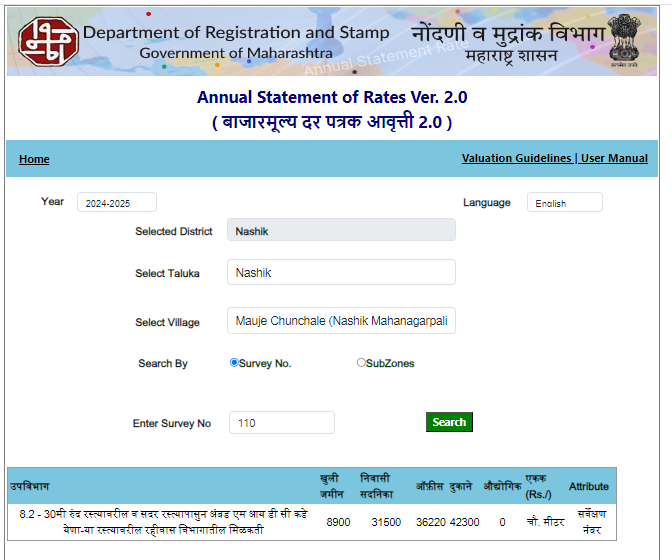 Department of Registration and Stamp
Government of Maharashtra
नोंदणी व मुद्रांक विभाग
महाराष्ट्र शासन
Annual Statement Rate
Annual Statement of Rates Ver. 2.0
( बाजारमूल्य दर पत्रक आवृत्ती 2.0 )
Home Valuation Guidelines | User Manual
Year 2024-2025 Language English
Selected District Nashik
Select Taluka Nashik
Select Village Mauje Chunchale (Nashik Mahanagarpali
Search By Survey No. SubZones
Enter Survey No 110 Search
उपविभाग खुली जमीन निवासी सदनिका ऑफ़ीस दुकाने औद्योगिक एकक (Rs./) Attribute
8.2 - 30मी रुंद रस्त्यावरील व सदर रस्त्यापासुन अंबड एम आय डी सी कडे
येणा-या रस्त्यावरील रहीवास विभागातील मिळकती
8900 31500 36220 42300 0 चौ. मीटर सर्वेक्षण नंबर